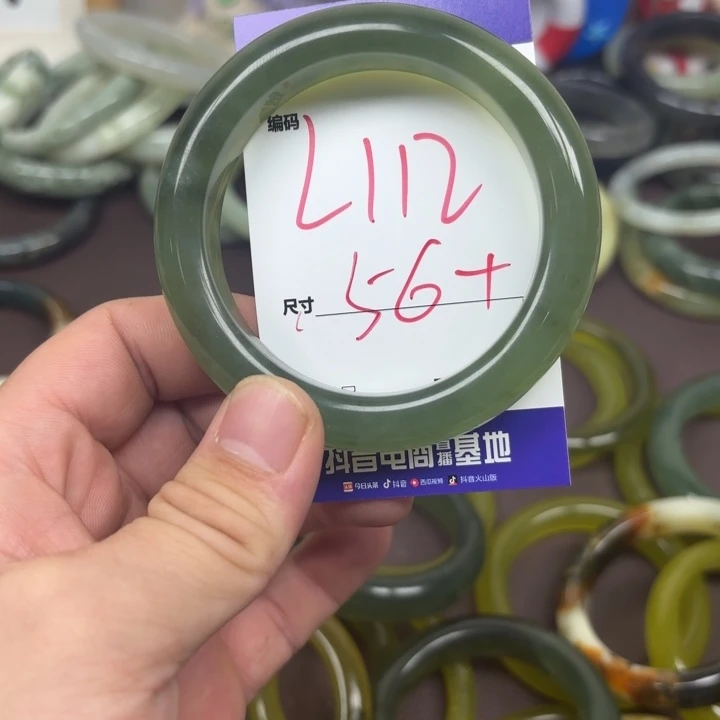 编码
L112
尺寸 56+
抖音电商直播基地
今日头条 抖音 西瓜视频 抖音火山版